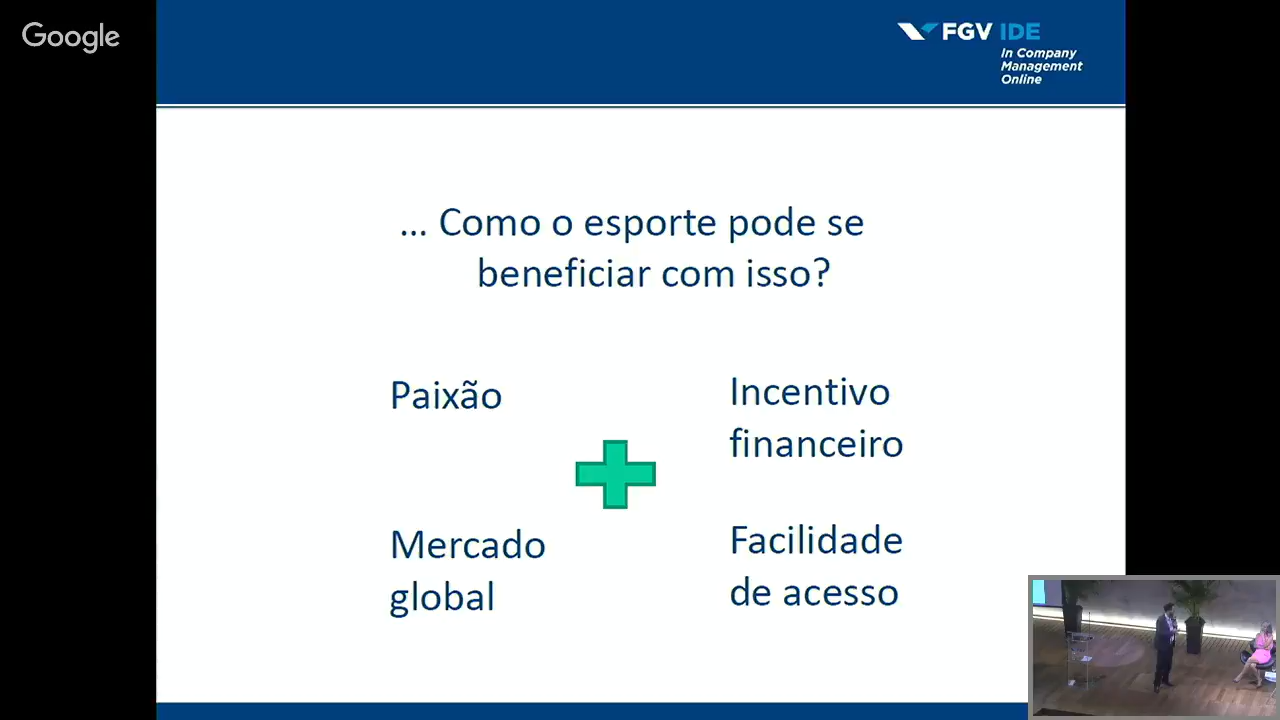 Google
FGV IDE
In Company
Management
Online
... Como o esporte pode se
beneficiar com isso?
Paixão
Incentivo
financeiro
Mercado
global
Facilidade
de acesso